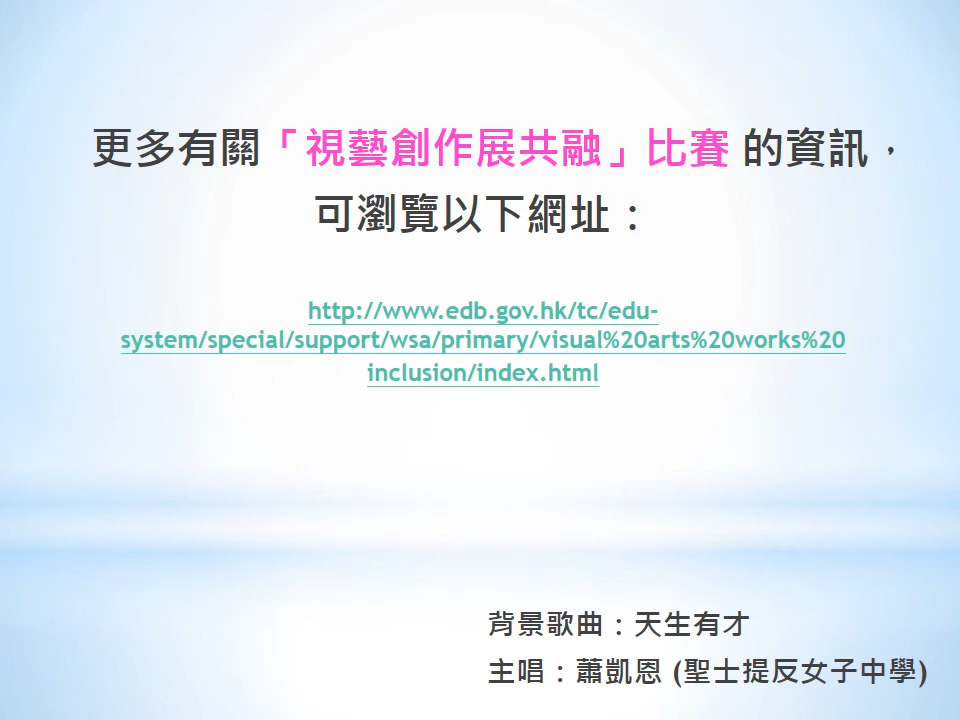 更多有關「視藝創作展共融」比賽 的資訊，
可瀏覽以下網址：
http://www.edb.gov.hk/tc/edu-
system/special/support/wsa/primary/visual%20arts%20works%20
inclusion/index.html
背景歌曲：天生有才
主唱：蕭凱恩 (聖士提反女子中學)